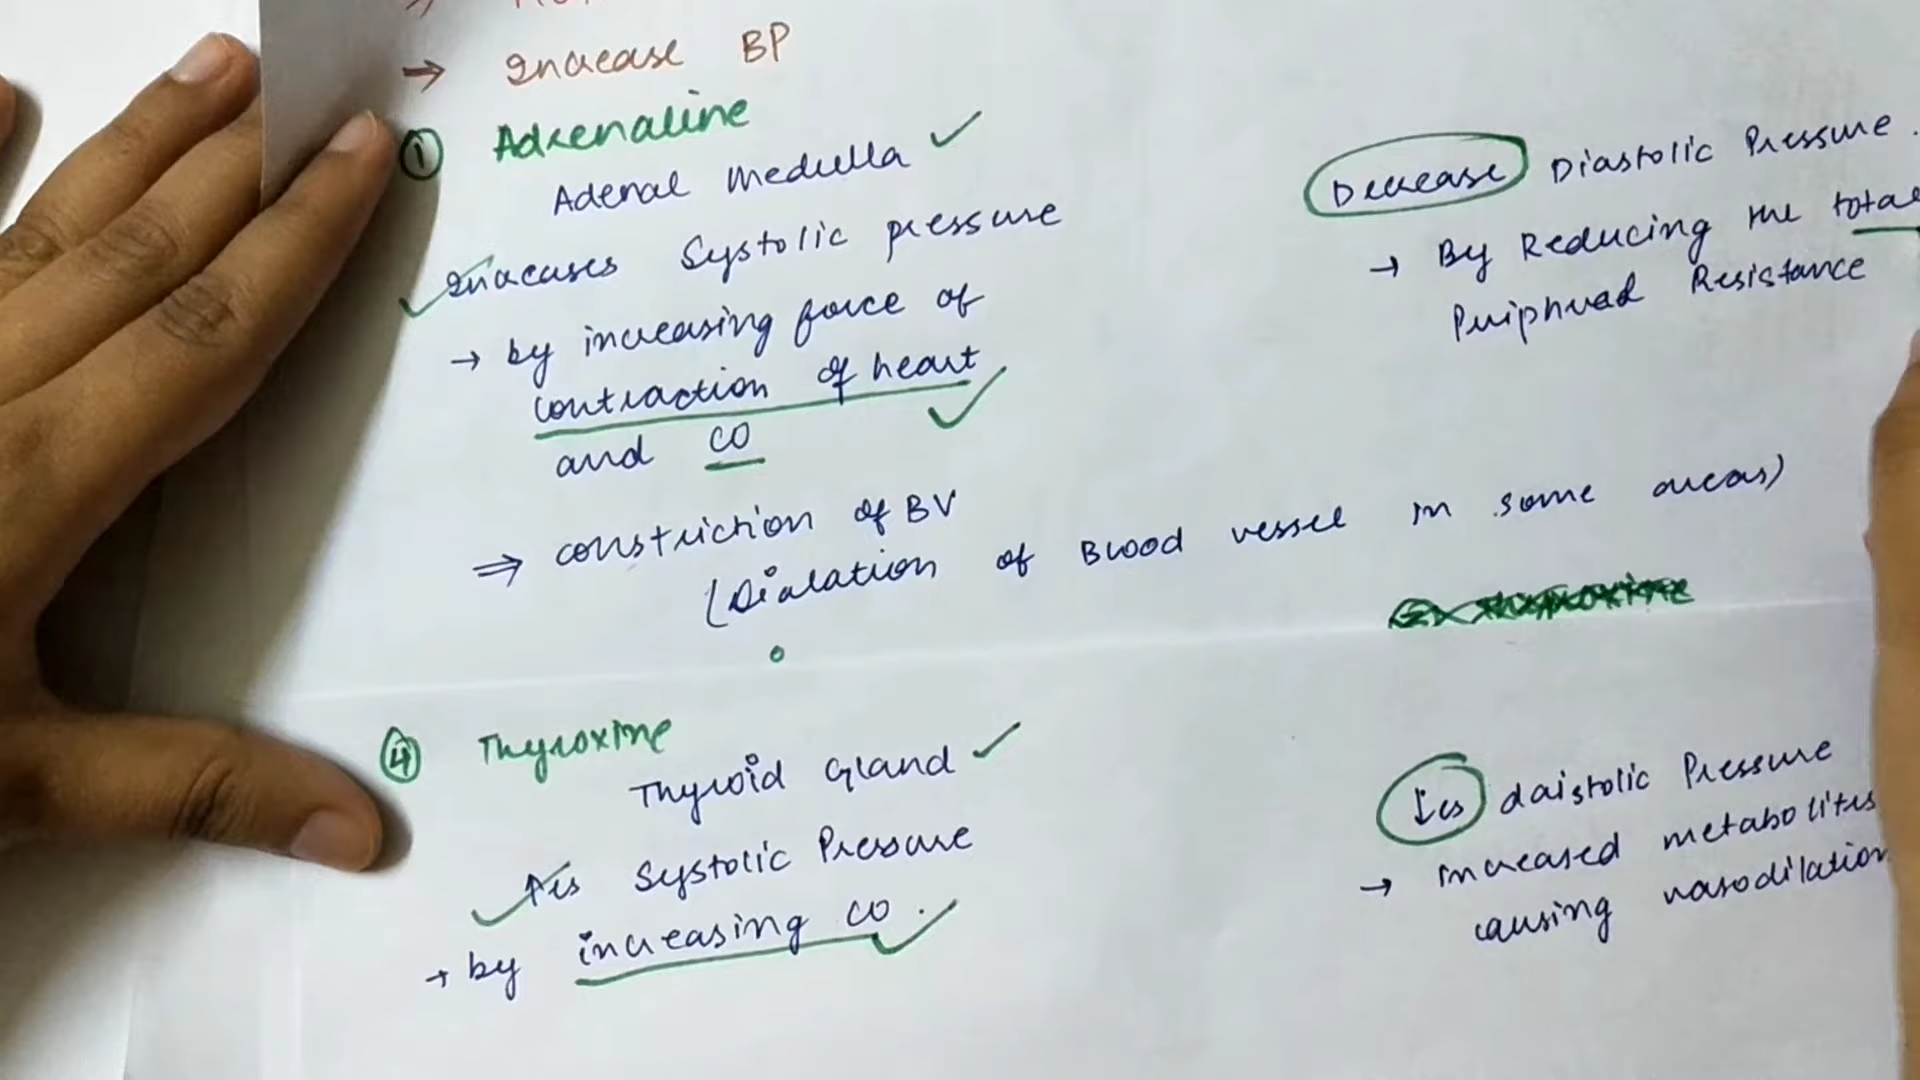 → Increase BP
① Adrenaline
Aderal Medulla ✓
Increases Systolic pressure
→ by increasing force of
contraction of heart
and CO
⇒ constriction of BV
(Dialation of Blood vessel in some areas)
Decrease Diastolic Pressure.
→ By Reducing the total
Peripheral Resistance
④ Thyroxine
Thyroid Gland ✓
↑es Systolic Pressure
→ by increasing CO.
↓es daistolic Pressure
→ increased metabolites
causing vasodilation